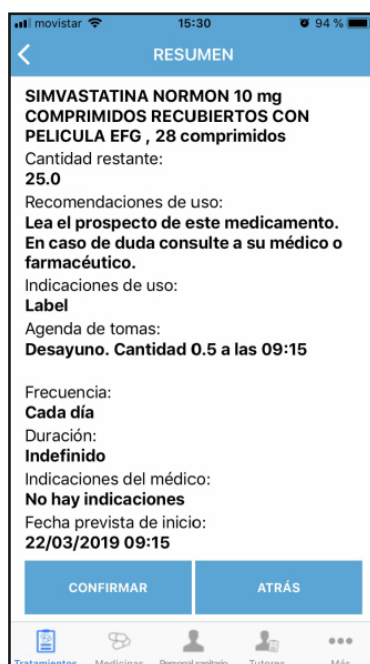 movistar 15:30 94 %
RESUMEN
SIMVASTATINA NORMON 10 mg
COMPRIMIDOS RECUBIERTOS CON
PELICULA EFG , 28 comprimidos
Cantidad restante:
25.0
Recomendaciones de uso:
Lea el prospecto de este medicamento.
En caso de duda consulte a su médico o
farmacéutico.
Indicaciones de uso:
Label
Agenda de tomas:
Desayuno. Cantidad 0.5 a las 09:15
Frecuencia:
Cada día
Duración:
Indefinido
Indicaciones del médico:
No hay indicaciones
Fecha prevista de inicio:
22/03/2019 09:15
CONFIRMAR ATRÁS
Tratamientos Medicinas Personal sanitario Tutores Más